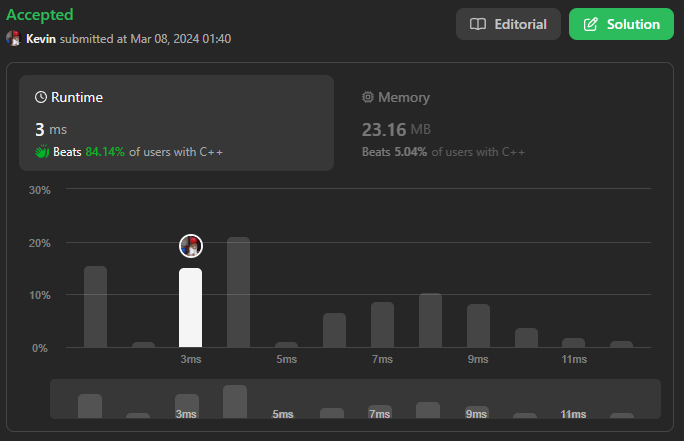 Accepted
Editorial
Solution
Kevin submitted at Mar 08, 2024 01:40
Runtime
Memory
3 ms
23.16 MB
Beats 84.14% of users with C++
Beats 5.04% of users with C++
30%
20%
10%
0%
3ms 5ms 7ms 9ms 11ms
3ms 5ms 7ms 9ms 11ms